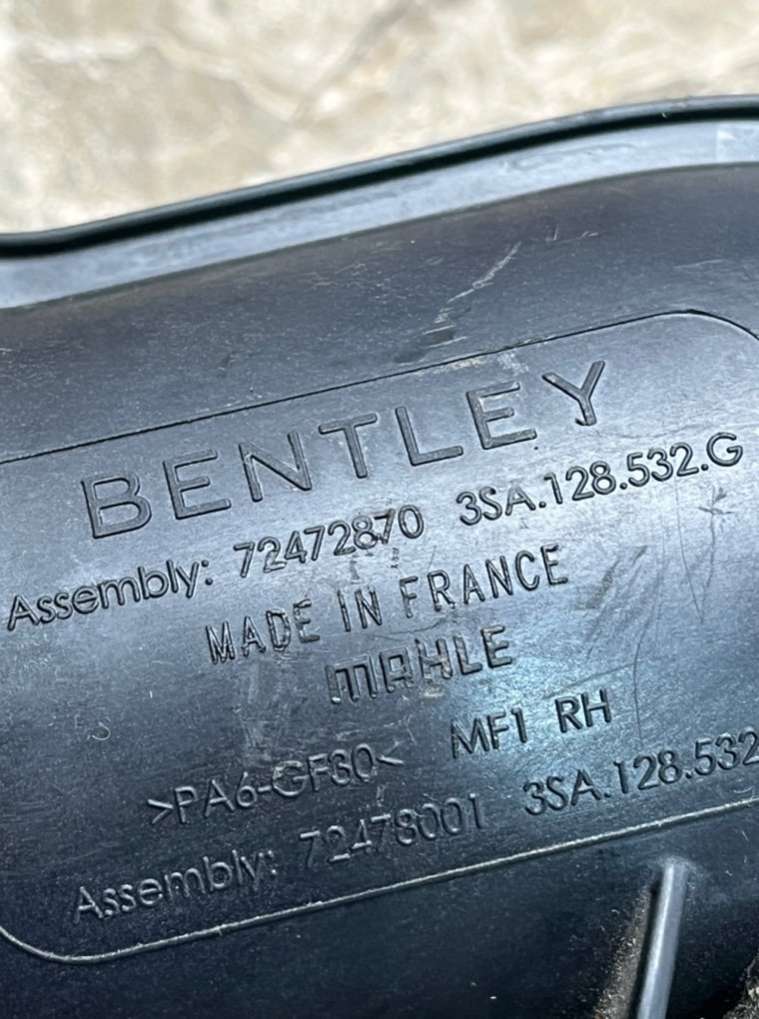 BENTLEY
Assembly: 72472870 3SA.128.532.G
MADE IN FRANCE
MAHLE
>PA6-GF30< MF1 RH
Assembly: 72478001 3SA.128.532